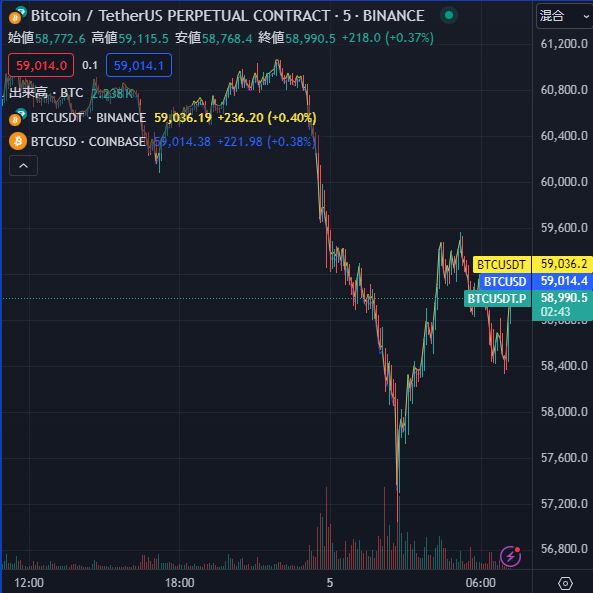 Bitcoin / TetherUS PERPETUAL CONTRACT · 5 · BINANCE
混合
始値58,772.6 高値59,115.5 安値58,768.4 終値58,990.5 +218.0 (+0.37%)
59,014.0 0.1 59,014.1
出来高 · BTC 2.238K
BTCUSDT · BINANCE 59,036.19 +236.20 (+0.40%)
BTCUSD · COINBASE 59,014.38 +221.98 (+0.38%)
61,200.0
60,800.0
60,400.0
60,000.0
59,600.0
BTCUSDT 59,036.2
BTCUSD 59,014.4
BTCUSDT.P 58,990.5
02:43
58,800.0
58,400.0
58,000.0
57,600.0
57,200.0
56,800.0
12:00 18:00 5 06:00